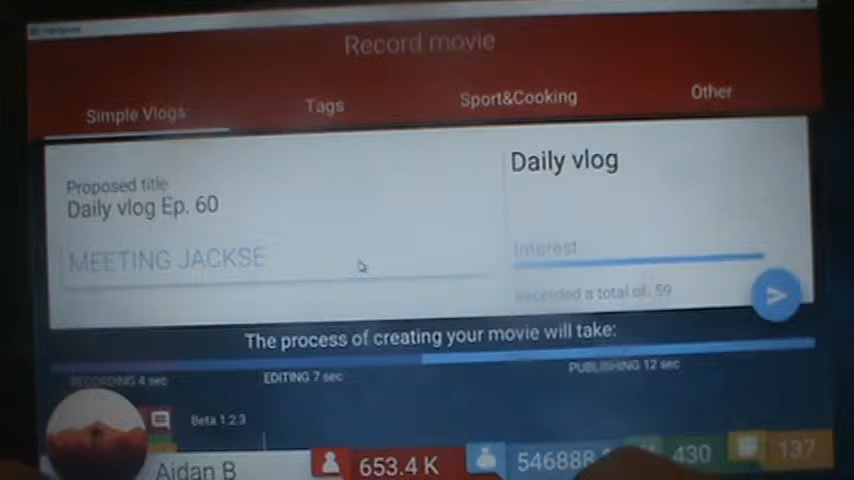 Record movie
Simple Vlogs
Tags
Sport&Cooking
Other
Proposed title
Daily vlog Ep. 60
MEETING JACKSE
Daily vlog
Interest
Recorded a total of: 59
The process of creating your movie will take:
RECORDING 4 sec
EDITING 7 sec
PUBLISHING 12 sec
Beta 1.2.3
Aidan B
653.4 K
546888
430
137